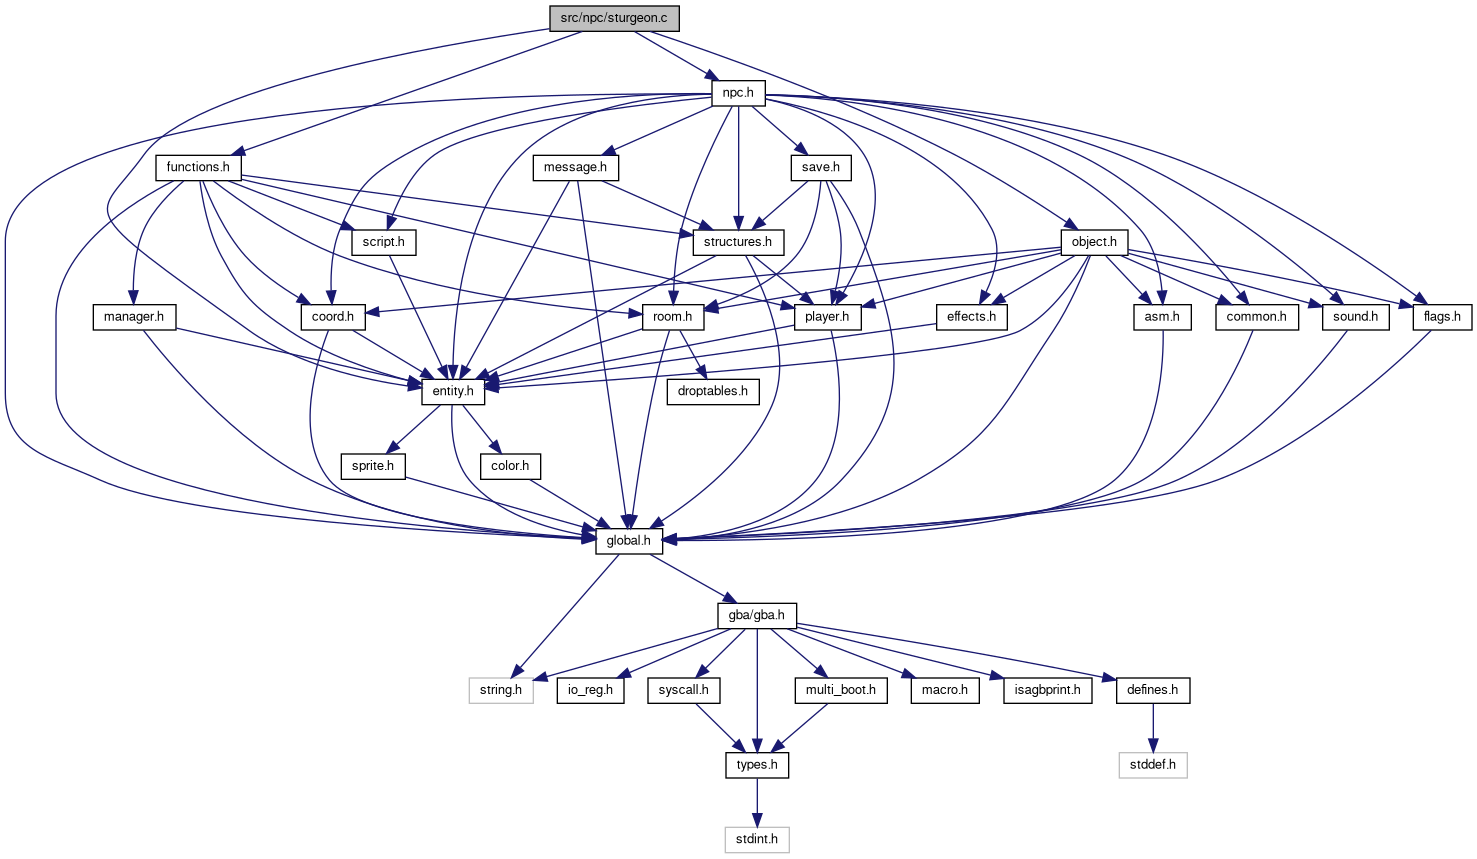 src/npc/sturgeon.c
npc.h
functions.h
message.h
save.h
script.h
structures.h
object.h
manager.h
coord.h
room.h
player.h
effects.h
asm.h
common.h
sound.h
flags.h
entity.h
droptables.h
sprite.h
color.h
global.h
gba/gba.h
string.h
io_reg.h
syscall.h
multi_boot.h
macro.h
isagbprint.h
defines.h
types.h
stddef.h
stdint.h